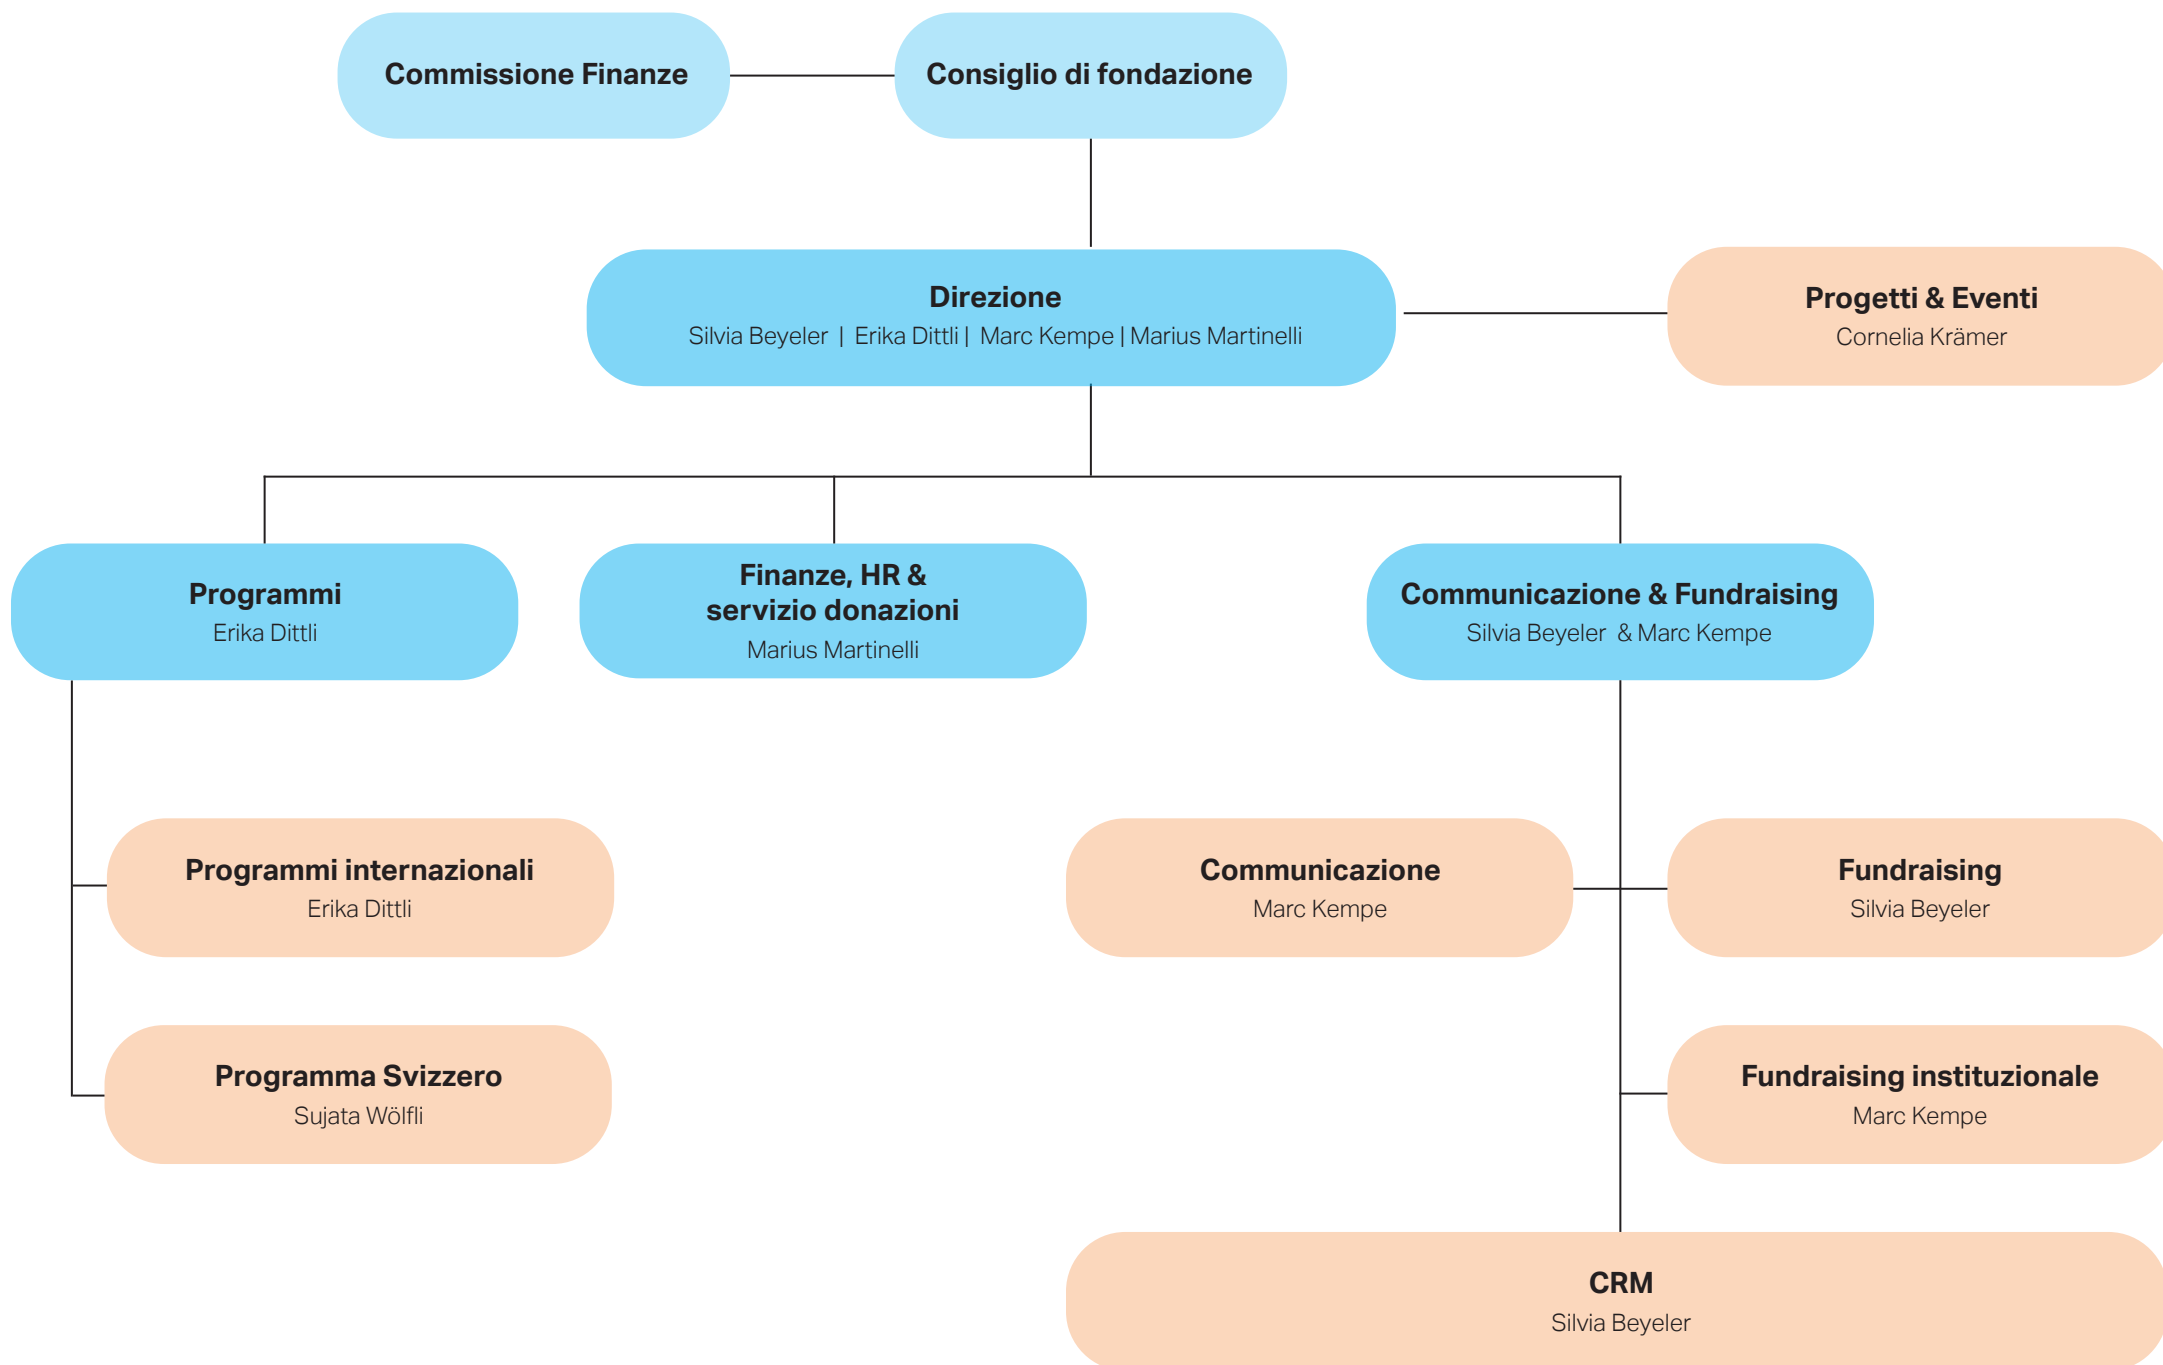 Commissione Finanze
Consiglio di fondazione
Direzione
Silvia Beyeler | Erika Dittli | Marc Kempe | Marius Martinelli
Progetti & Eventi
Cornelia Krämer
Programmi
Erika Dittli
Finanze, HR &
servizio donazioni
Marius Martinelli
Communicazione & Fundraising
Silvia Beyeler & Marc Kempe
Programmi internazionali
Erika Dittli
Communicazione
Marc Kempe
Fundraising
Silvia Beyeler
Programma Svizzero
Sujata Wölfli
Fundraising instituzionale
Marc Kempe
CRM
Silvia Beyeler